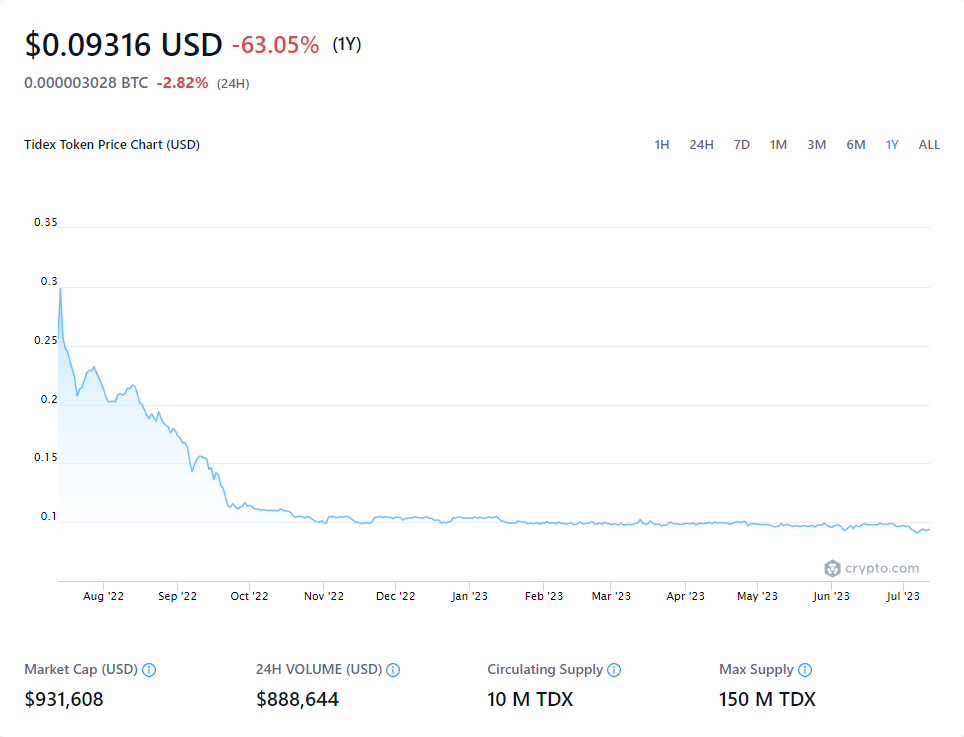 $0.09316 USD -63.05% (1Y)
0.000003028 BTC -2.82% (24H)
Tidex Token Price Chart (USD) 1H 24H 7D 1M 3M 6M 1Y ALL
0.35
0.3
0.25
0.2
0.15
0.1
crypto.com
Aug '22 Sep '22 Oct '22 Nov '22 Dec '22 Jan '23 Feb '23 Mar '23 Apr '23 May '23 Jun '23 Jul '23
Market Cap (USD) 24H VOLUME (USD) Circulating Supply Max Supply
$931,608 $888,644 10 M TDX 150 M TDX